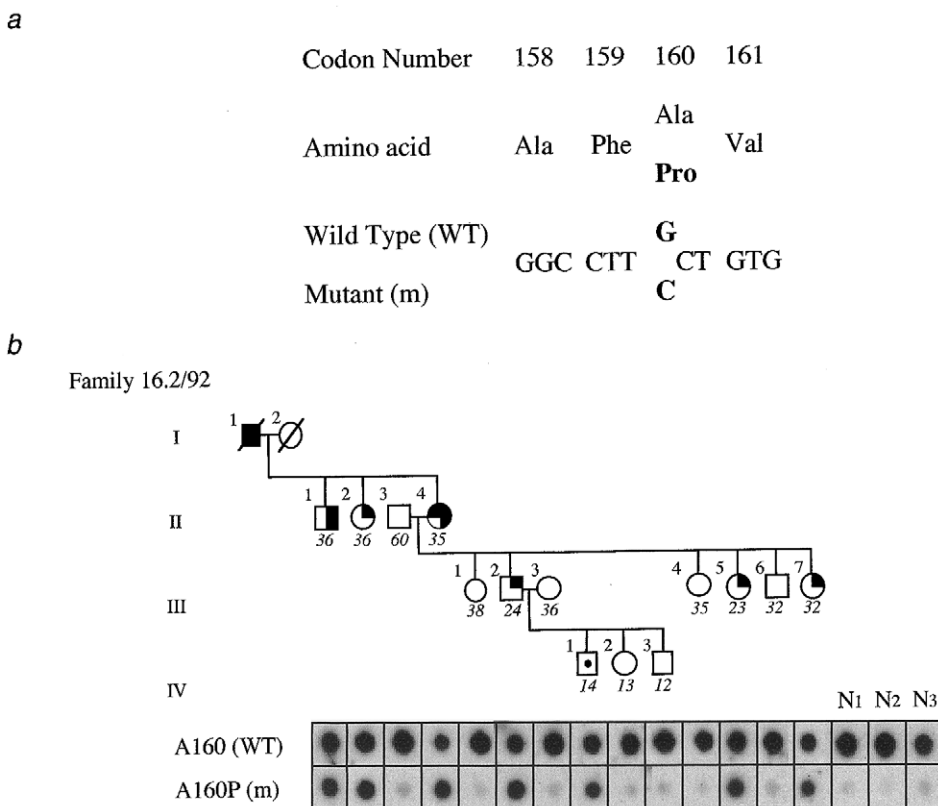 a
Codon Number 158 159 160 161
Ala
Amino acid Ala Phe Val
Pro
Wild Type (WT) G
GGC CTT CT GTG
Mutant (m) C
b
Family 16.2/92
1 2
I
1 2 3 4
II
36 36 60 35
1 2 3 4 5 6 7
III
38 24 36 35 23 32 32
1 2 3
14 13 12
IV
N1 N2 N3
A160 (WT)
A160P (m)